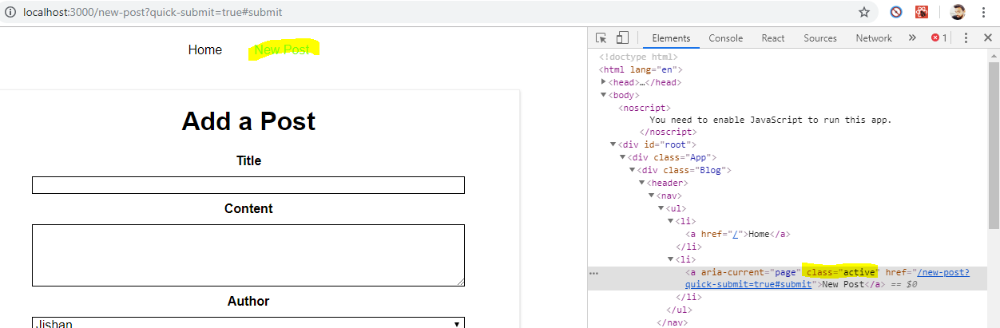 localhost:3000/new-post?quick-submit=true#submit
Home New Post
Add a Post
Title
Content
Author
Jishan
Elements Console React Sources Network » 1
<!doctype html>
<html lang="en">
<head>…</head>
<body>
<noscript>
You need to enable JavaScript to run this app.
</noscript>
<div id="root">
<div class="App">
<div class="Blog">
<header>
<nav>
<ul>
<li>
<a href="/">Home</a>
</li>
<li>
<a aria-current="page" class="active" href="/new-post?
quick-submit=true#submit">New Post</a> == $0
</li>
</ul>
</nav>